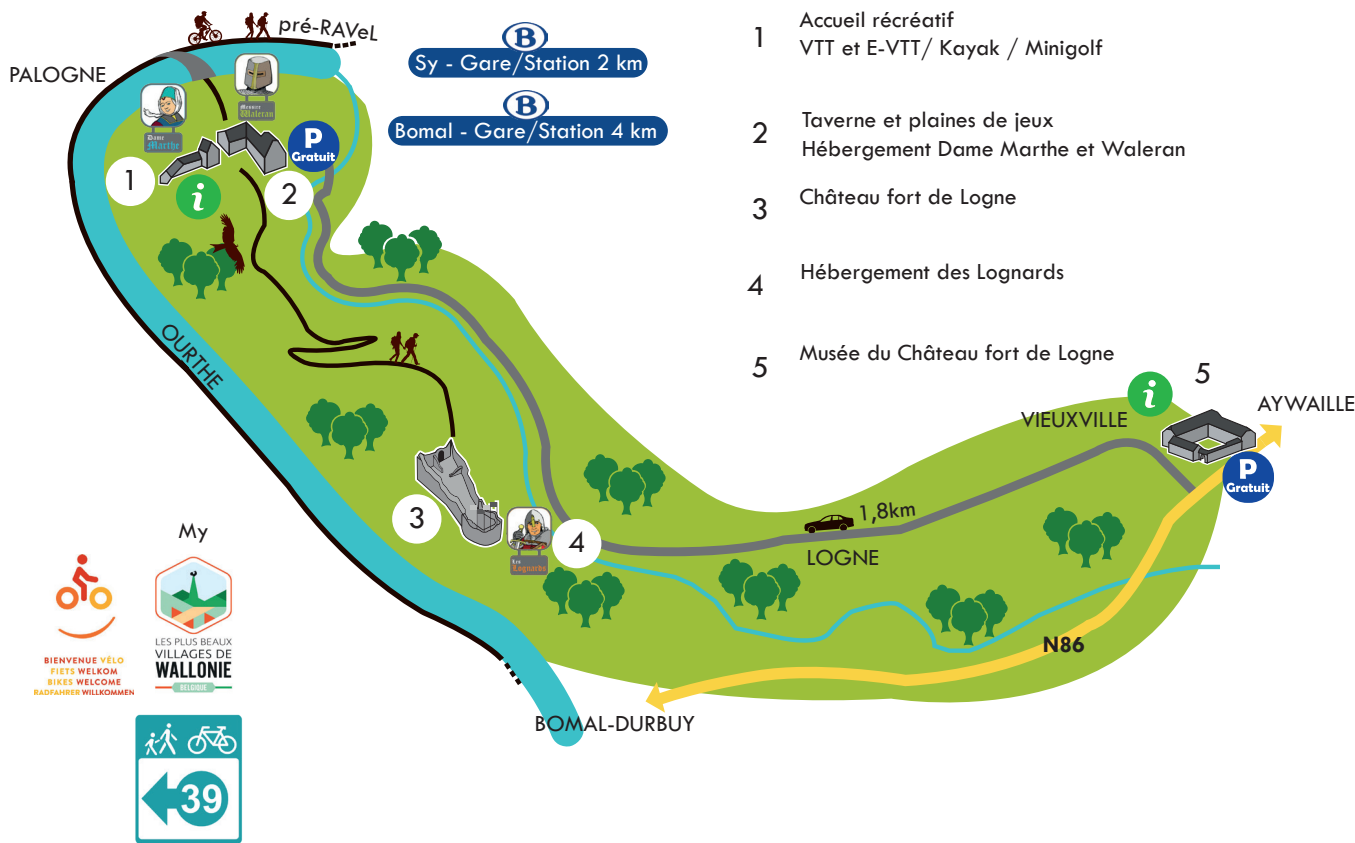 pré-RAVeL
PALOGNE
B
Sy - Gare/Station 2 km
B
Bomal - Gare/Station 4 km
1
Accueil récréatif
VTT et E-VTT/ Kayak / Minigolf
2
Taverne et plaines de jeux
Hébergement Dame Marthe et Waleran
3
Château fort de Logne
4
Hébergement des Lognards
5
Musée du Château fort de Logne
Dame
Marthe
Messire
Waleran
P
Gratuit
1
i
2
OURTHE
3
Les
Lognards
4
1,8km
LOGNE
VIEUXVILLE
i
5
AYWAILLE
P
Gratuit
N86
BOMAL-DURBUY
My
BIENVENUE VÉLO
FIETS WELKOM
BIKES WELCOME
RADFAHRER WILLKOMMEN
LES PLUS BEAUX
VILLAGES DE
WALLONIE
BELGIQUE
39